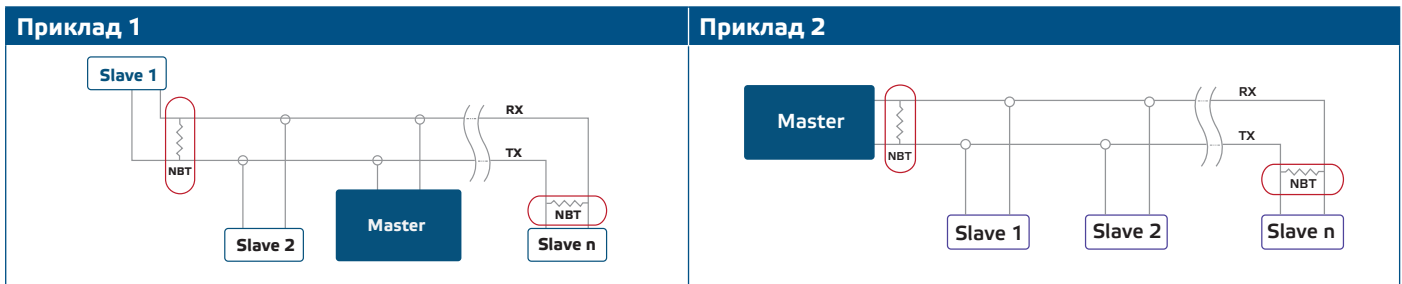 Приклад 1
Slave 1
RX
TX
NBT
NBT
Slave 2
Master
Slave n
Приклад 2
Master
RX
TX
NBT
NBT
Slave 1
Slave 2
Slave n